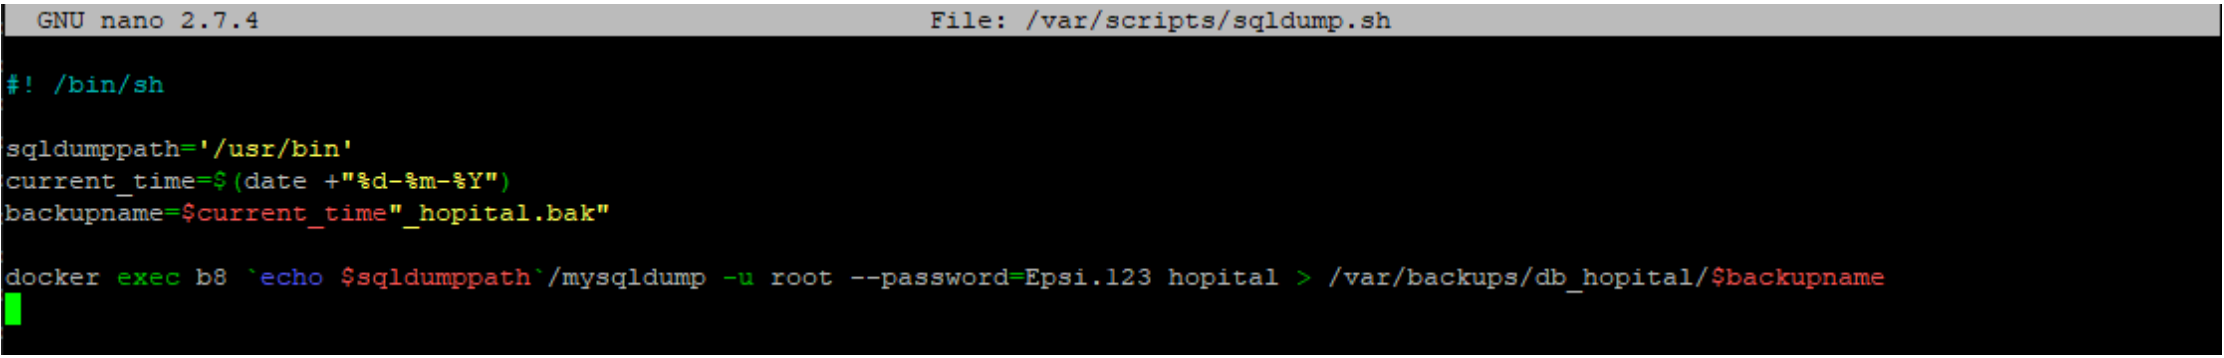 GNU nano 2.7.4 File: /var/scripts/sqldump.sh
#! /bin/sh
sqldumppath='/usr/bin'
current_time=$(date +"%d-%m-%Y")
backupname=$current_time"_hopital.bak"
docker exec b8 `echo $sqldumppath`/mysqldump -u root --password=Epsi.123 hopital > /var/backups/db_hopital/$backupname